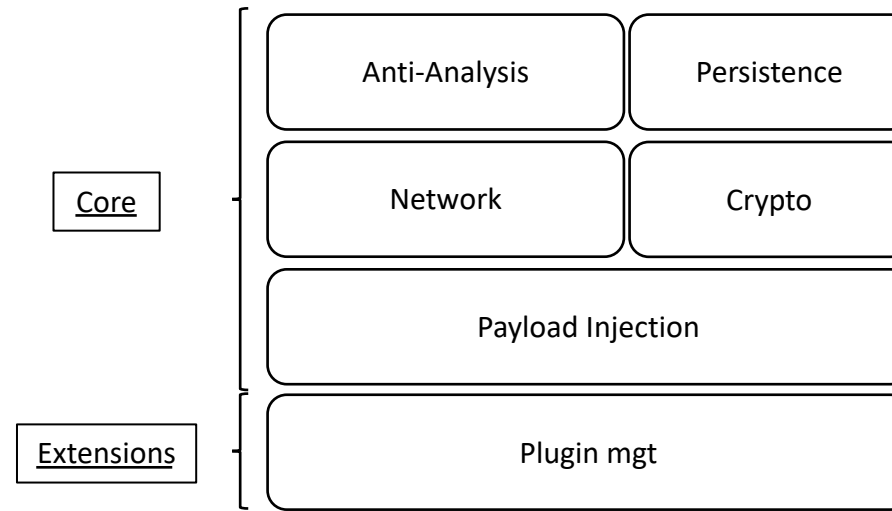 Anti-Analysis
Persistence
Core
Network
Crypto
Payload Injection
Extensions
Plugin mgt